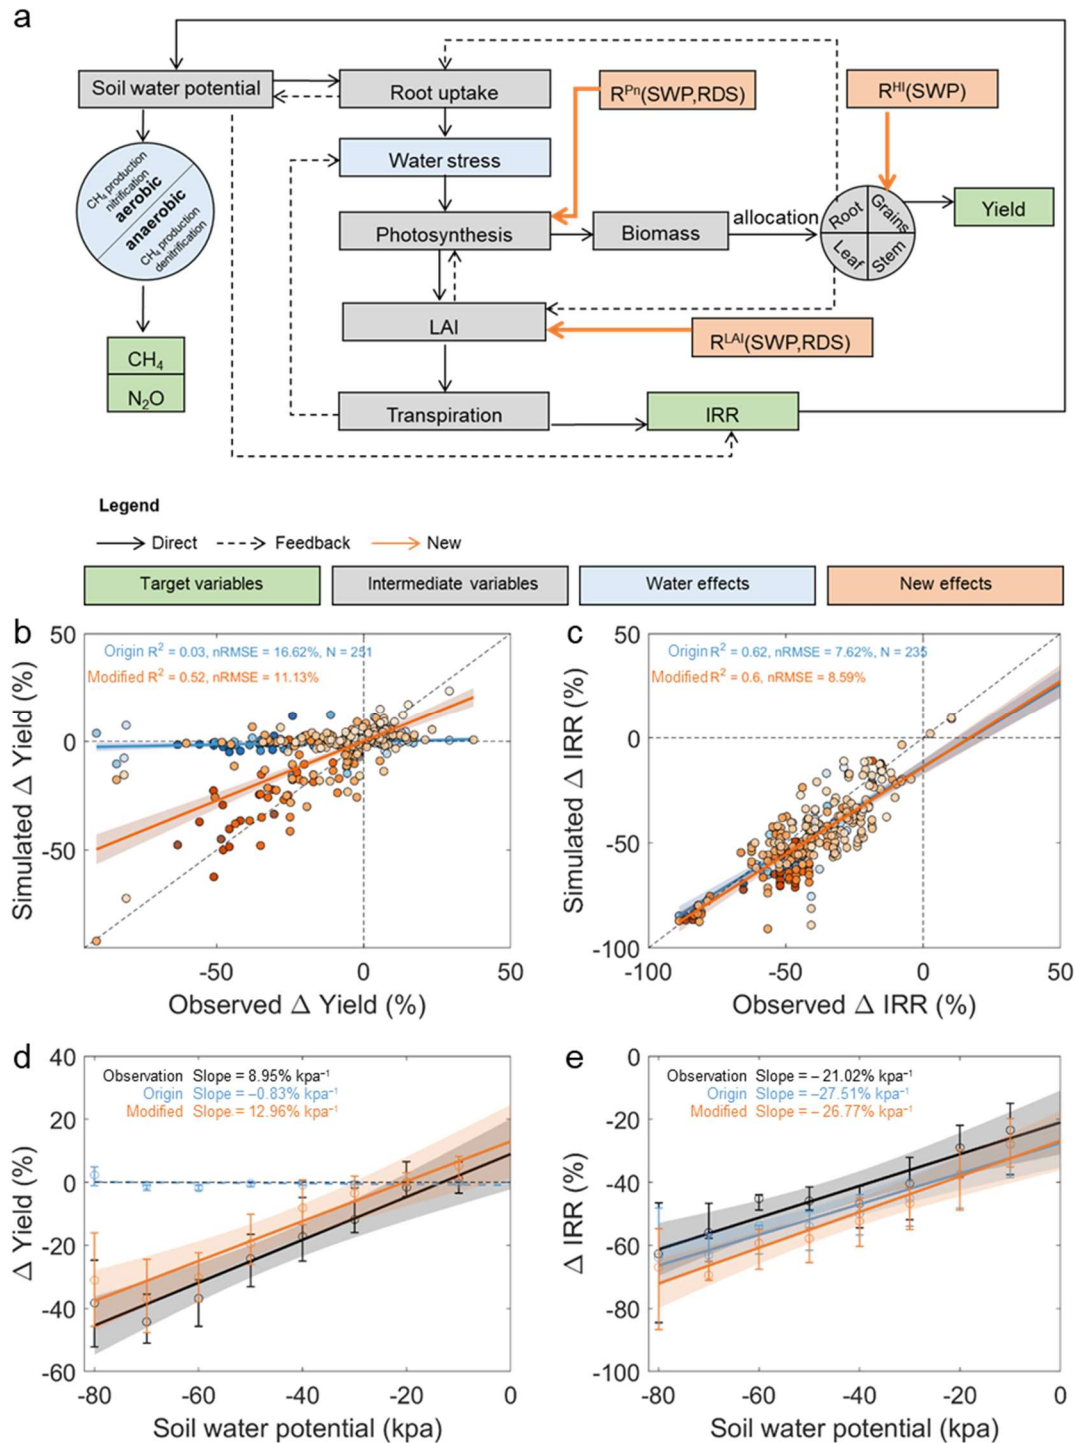 a
Soil water potential
Root uptake
R^Pn(SWP,RDS)
R^HI(SWP)
Water stress
CH₄ production
nitrification
aerobic
anaerobic
CH₄ production
denitrification
Photosynthesis
Biomass
allocation
Root
Grains
Leaf
Stem
Yield
LAI
R^LAI(SWP,RDS)
CH₄
N₂O
Transpiration
IRR
Legend
Direct
Feedback
New
Target variables
Intermediate variables
Water effects
New effects
b
50
0
-50
Simulated Δ Yield (%)
Origin R² = 0.03, nRMSE = 16.62%, N = 251
Modified R² = 0.52, nRMSE = 11.13%
-50
0
50
Observed Δ Yield (%)
c
50
0
-50
-100
Simulated Δ IRR (%)
Origin R² = 0.62, nRMSE = 7.62%, N = 235
Modified R² = 0.6, nRMSE = 8.59%
-100
-50
0
50
Observed Δ IRR (%)
d
40
20
0
-20
-40
-60
Δ Yield (%)
Observation Slope = 8.95% kpa⁻¹
Origin Slope = −0.83% kpa⁻¹
Modified Slope = 12.96% kpa⁻¹
-80
-60
-40
-20
0
Soil water potential (kpa)
e
0
-20
-40
-60
-80
-100
Δ IRR (%)
Observation Slope = − 21.02% kpa⁻¹
Origin Slope = −27.51% kpa⁻¹
Modified Slope = − 26.77% kpa⁻¹
-80
-60
-40
-20
0
Soil water potential (kpa)